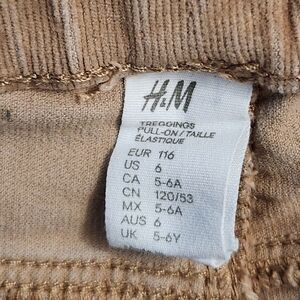 H&M
TREGGINGS
PULL-ON/TAILLE
ÉLASTIQUE
EUR 116
US 6
CA 5-6A
CN 120/53
MX 5-6A
AUS 6
UK 5-6Y